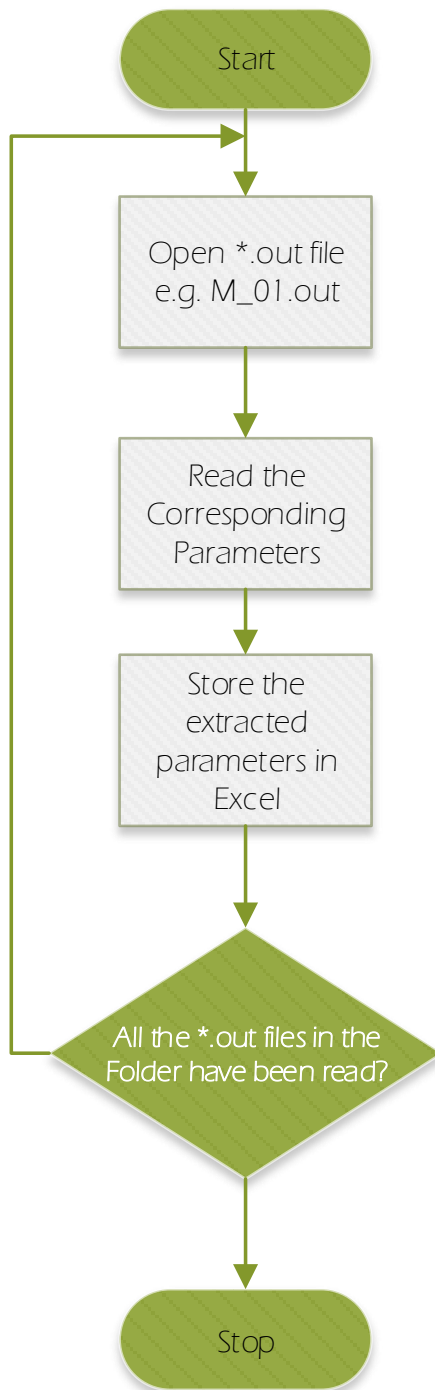 Start
Open *.out file
e.g. M_01.out
Read the
Corresponding
Parameters
Store the
extracted
parameters in
Excel
All the *.out files in the
Folder have been read?
Stop